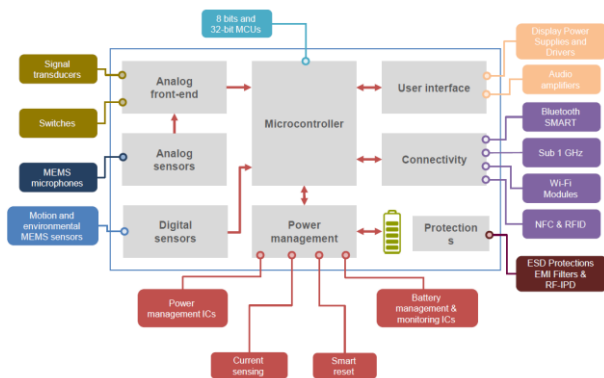 8 bits and
32-bit MCUs
Display Power
Supplies and
Drivers
Signal
transducers
Analog
front-end
User interface
Audio
amplifiers
Switches
Microcontroller
Bluetooth
SMART
Analog
sensors
Connectivity
Sub 1 GHz
MEMS
microphones
Wi-Fi
Modules
Motion and
environmental
MEMS sensors
Digital
sensors
Power
management
Protection
s
NFC & RFID
ESD Protections
EMI Filters &
RF-IPD
Power
management ICs
Battery
management &
monitoring ICs
Current
sensing
Smart
reset